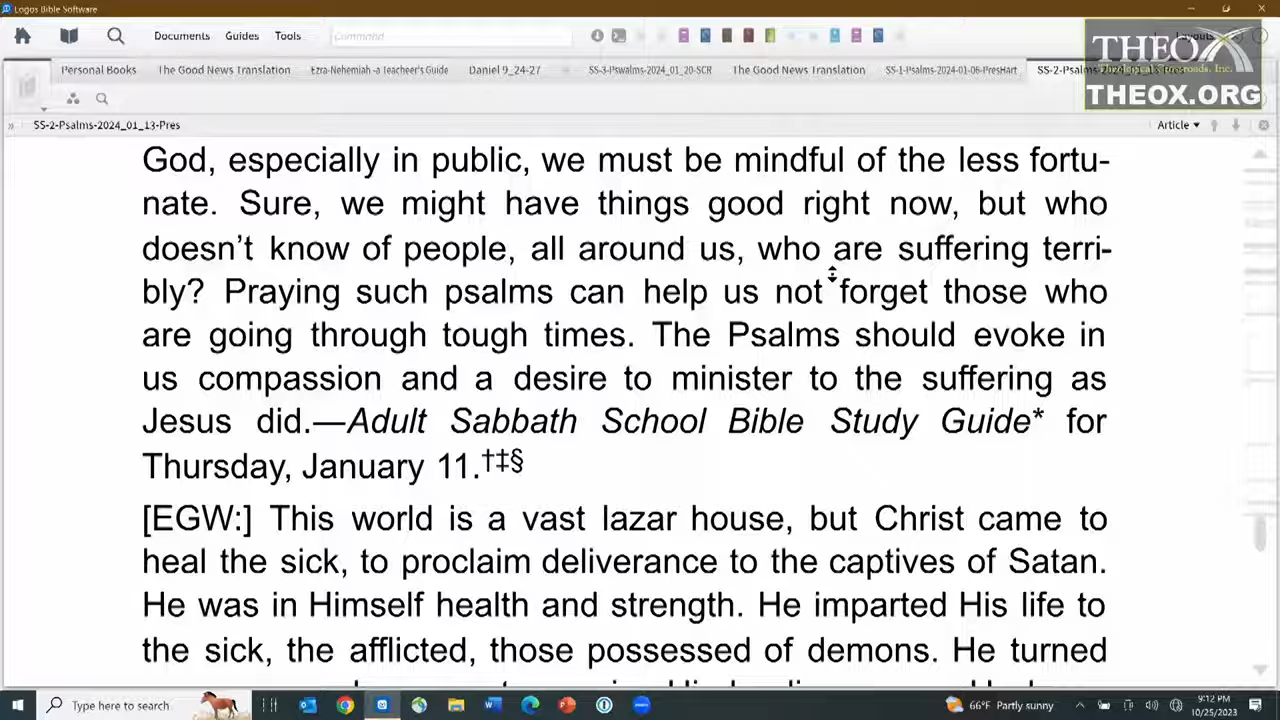 Logos Bible Software
Documents Guides Tools Command
THEOX
Theological Crossroads, Inc.
THEOX.ORG
Personal Books The Good News Translation Daniel 9_24-27 SS-3-Pswalms-2024_01_20-SCR The Good News Translation SS-1-Psalms-2024-01-06-PresHart SS-2-Psalms
SS-2-Psalms-2024_01_13-Pres Article
God, especially in public, we must be mindful of the less fortu-
nate. Sure, we might have things good right now, but who
doesn’t know of people, all around us, who are suffering terri-
bly? Praying such psalms can help us not forget those who
are going through tough times. The Psalms should evoke in
us compassion and a desire to minister to the suffering as
Jesus did.—Adult Sabbath School Bible Study Guide* for
Thursday, January 11.†‡§
[EGW:] This world is a vast lazar house, but Christ came to
heal the sick, to proclaim deliverance to the captives of Satan.
He was in Himself health and strength. He imparted His life to
the sick, the afflicted, those possessed of demons. He turned
Type here to search 66°F Partly sunny 9:12 PM
10/25/2023